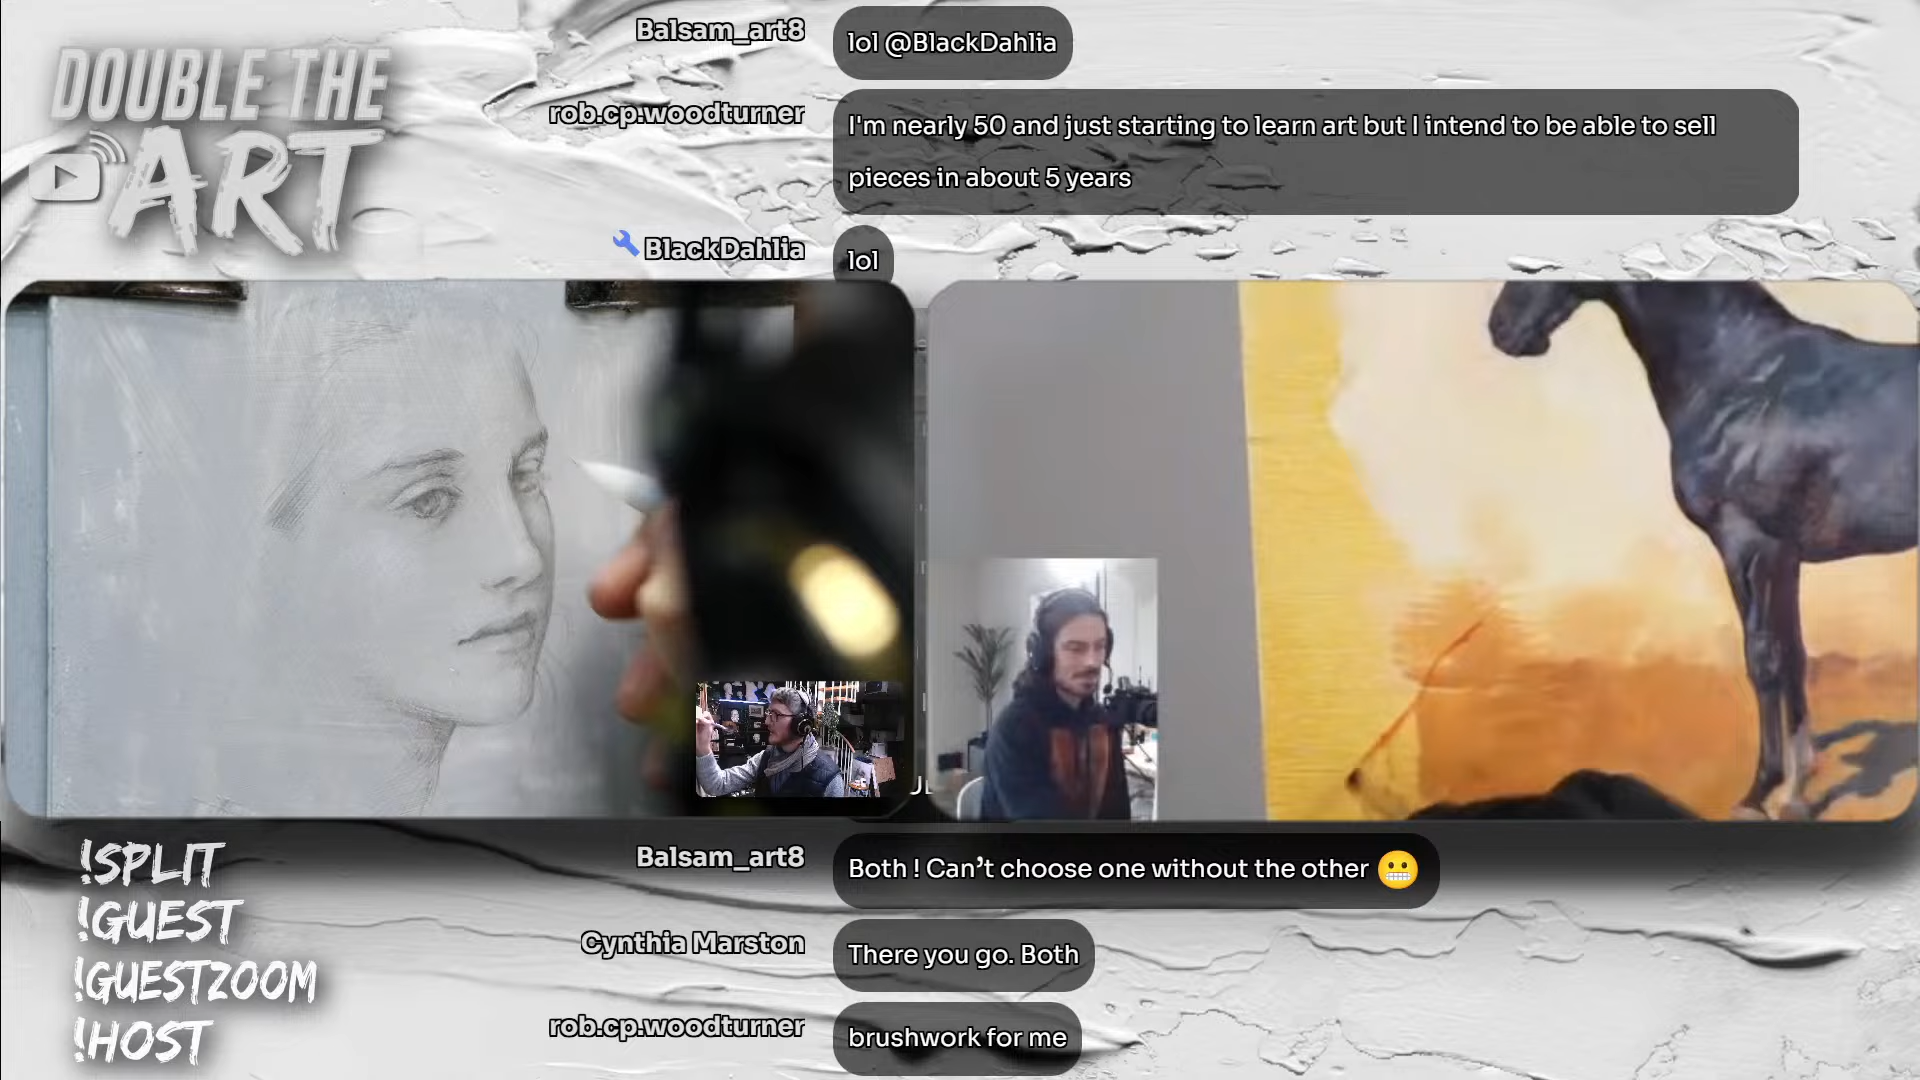 DOUBLE THE
ART
Balsam_art8
lol @BlackDahlia
rob.cp.woodturner
I'm nearly 50 and just starting to learn art but I intend to be able to sell
pieces in about 5 years
BlackDahlia
lol
!SPLIT
!GUEST
!GUESTZOOM
!HOST
Balsam_art8
Both ! Can’t choose one without the other 😬
Cynthia Marston
There you go. Both
rob.cp.woodturner
brushwork for me